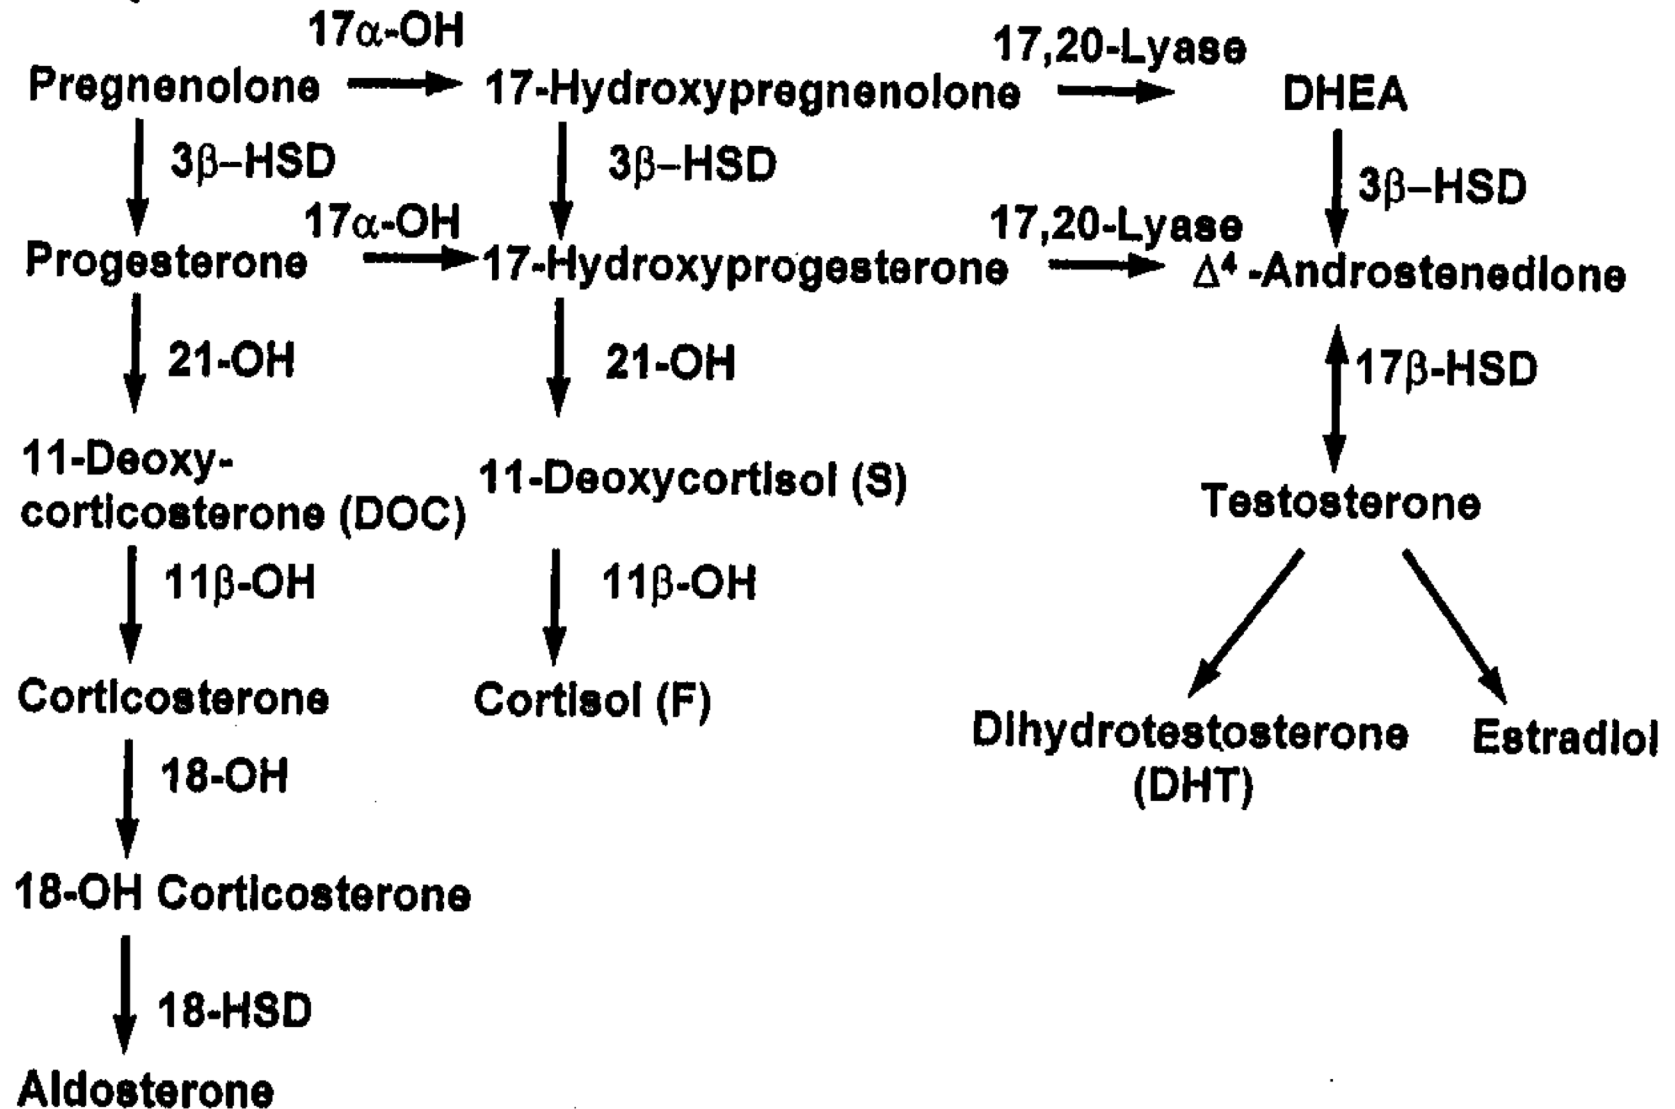 17α-OH
17,20-Lyase
Pregnenolone
17-Hydroxypregnenolone
DHEA
3β–HSD
3β–HSD
3β–HSD
17α-OH
17,20-Lyase
Progesterone
17-Hydroxyprogesterone
Δ⁴ -Androstenedione
21-OH
21-OH
17β-HSD
11-Deoxy-
corticosterone (DOC)
11-Deoxycortisol (S)
Testosterone
11β-OH
11β-OH
Corticosterone
Cortisol (F)
Dihydrotestosterone
(DHT)
Estradiol
18-OH
18-OH Corticosterone
18-HSD
Aldosterone